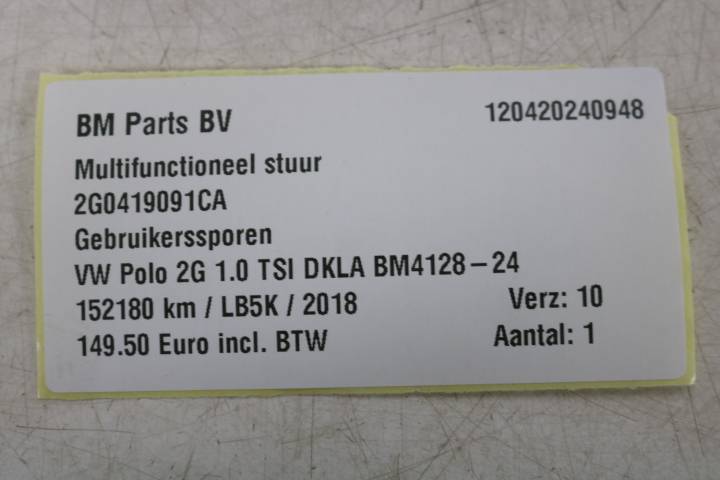 BM Parts BV 120420240948
Multifunctioneel stuur
2G0419091CA
Gebruikerssporen
VW Polo 2G 1.0 TSI DKLA BM4128-24
152180 km / LB5K / 2018 Verz: 10
149.50 Euro incl. BTW Aantal: 1